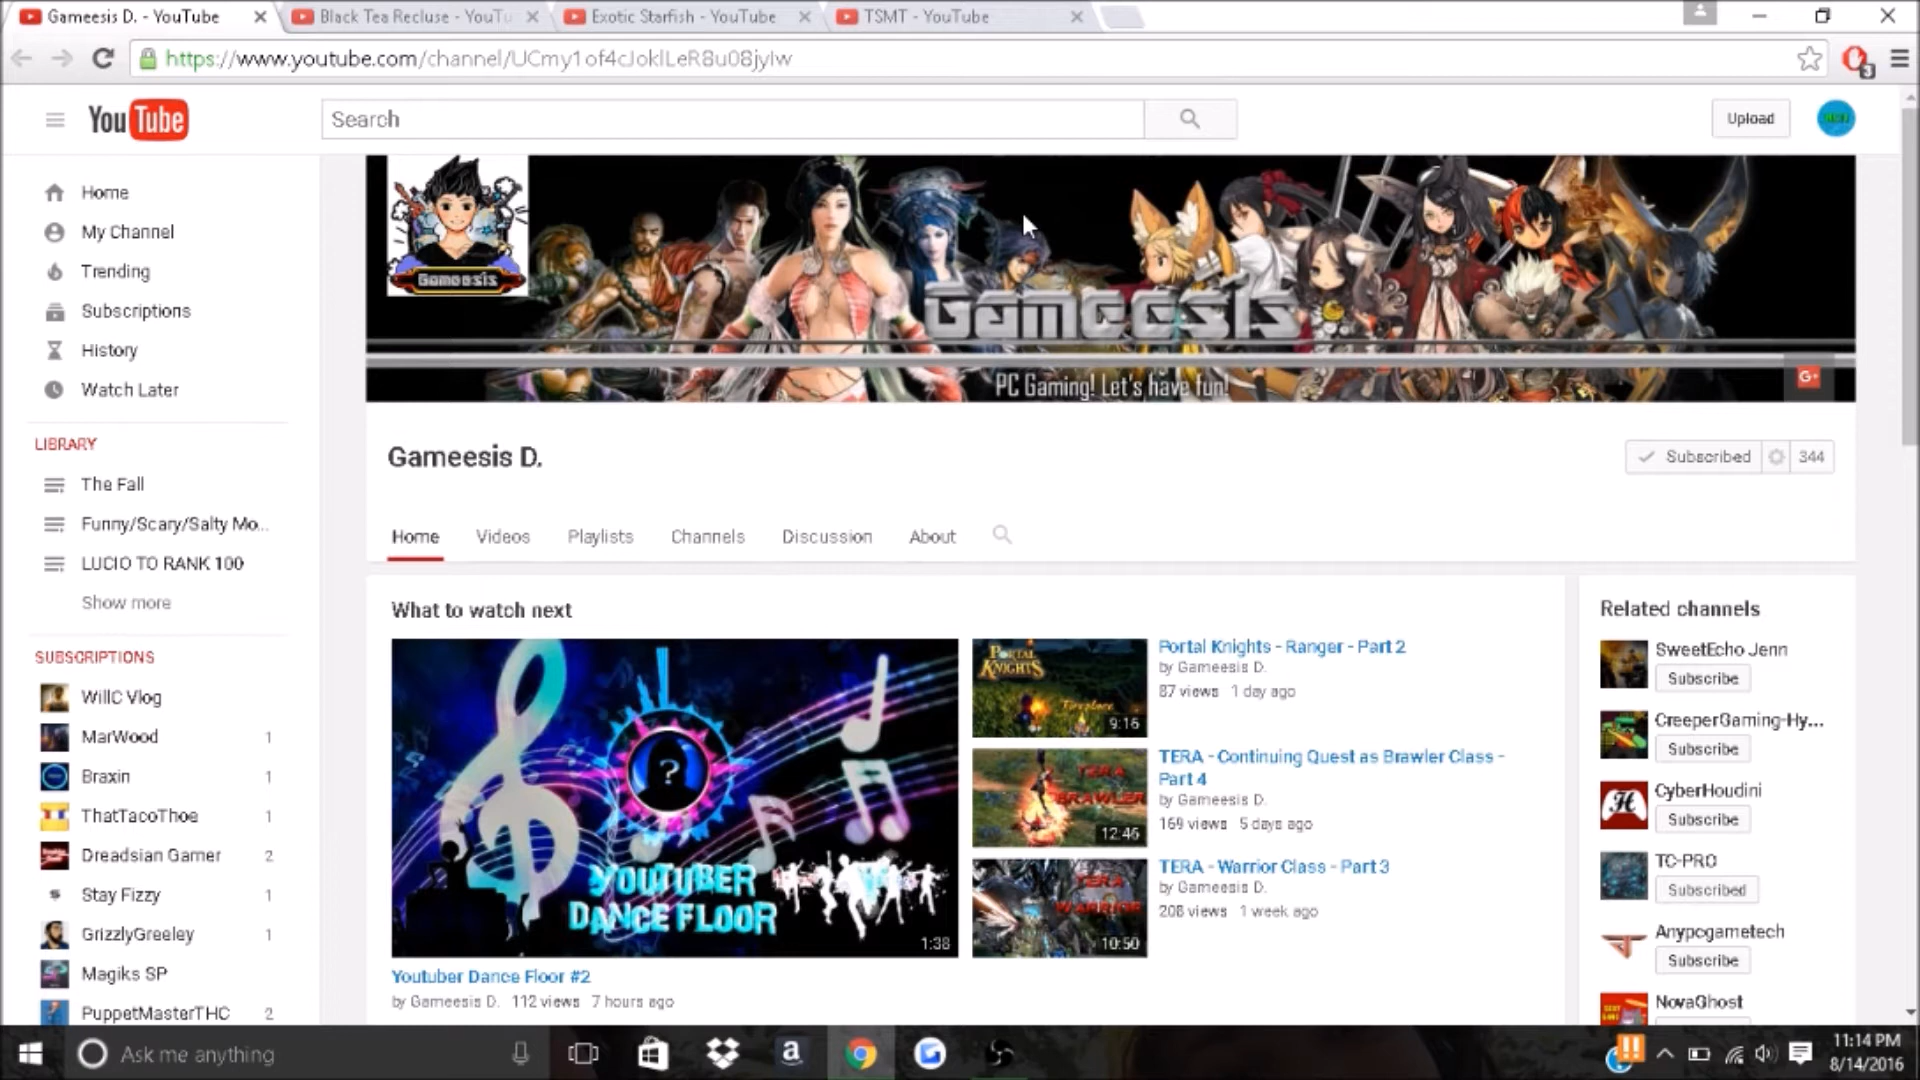 Gameesis D. - YouTube
Black Tea Recluse - YouTu
Exotic Starfish - YouTube
TSMT - YouTube
https://www.youtube.com/channel/UCmy1of4cJoklLeR8u08jyIw
3
YouTube
Search
Upload
Home
My Channel
Trending
Subscriptions
History
Watch Later
LIBRARY
The Fall
Funny/Scary/Salty Mo...
LUCIO TO RANK 100
Show more
SUBSCRIPTIONS
WillC Vlog
MarWood 1
Braxin 1
ThatTacoThoe 1
Dreadsian Gamer 2
Stay Fizzy 1
GrizzlyGreeley 1
Magiks SP
PuppetMasterTHC 2
Gameesis
Gameesis
PC Gaming! Let's have fun!
G+
Gameesis D.
Subscribed 344
Home Videos Playlists Channels Discussion About
What to watch next
?
YOUTUBER
DANCE FLOOR
1:38
Youtuber Dance Floor #2
by Gameesis D. 112 views 7 hours ago
PORTAL
KNIGHTS
Fireplace
9:16
Portal Knights - Ranger - Part 2
by Gameesis D.
87 views 1 day ago
TERA
BRAWLER
12:46
TERA - Continuing Quest as Brawler Class -
Part 4
by Gameesis D.
169 views 5 days ago
TERA
WARRIOR
10:50
TERA - Warrior Class - Part 3
by Gameesis D.
208 views 1 week ago
Related channels
SweetEcho Jenn
Subscribe
CreeperGaming-Hy...
Subscribe
CyberHoudini
Subscribe
TC-PRO
Subscribed
Anypcgametech
Subscribe
NovaGhost
Ask me anything
11:14 PM
8/14/2016